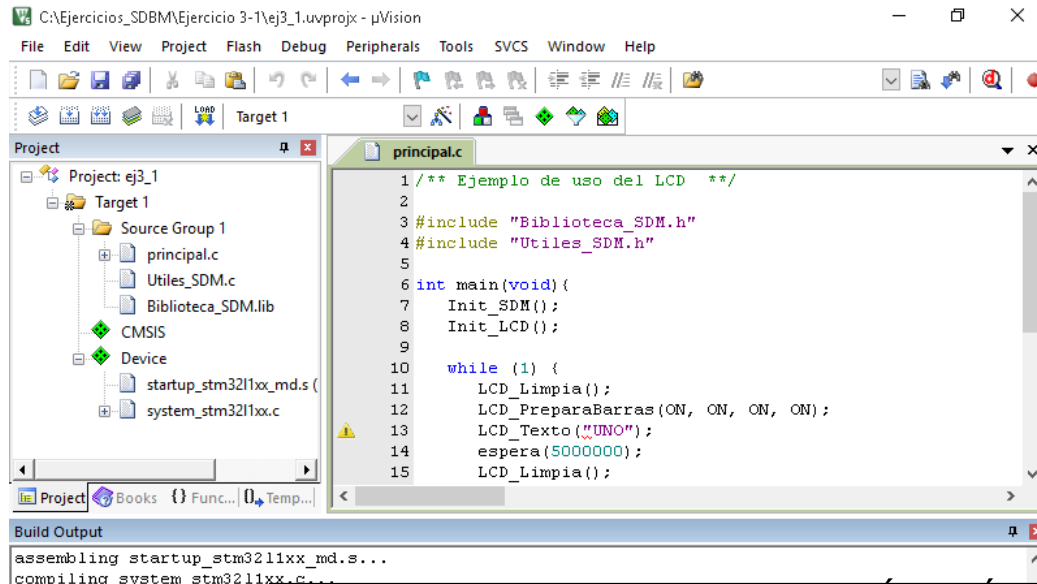 C:\Ejercicios_SDBM\Ejercicio 3-1\ej3_1.uvprojx - µVision
File Edit View Project Flash Debug Peripherals Tools SVCS Window Help
LOAD Target 1
Project
principal.c
Project: ej3_1
Target 1
Source Group 1
principal.c
Utiles_SDM.c
Biblioteca_SDM.lib
CMSIS
Device
startup_stm32l1xx_md.s (
system_stm32l1xx.c
Project Books {} Func... Temp...
1 /** Ejemplo de uso del LCD **/
2
3 #include "Biblioteca_SDM.h"
4 #include "Utiles_SDM.h"
5
6 int main(void){
7 Init_SDM();
8 Init_LCD();
9
10 while (1) {
11 LCD_Limpia();
12 LCD_PreparaBarras(ON, ON, ON, ON);
13 LCD_Texto("UNO");
14 espera(5000000);
15 LCD_Limpia();
Build Output
assembling startup_stm32l1xx_md.s...
compiling system_stm32l1xx.c...